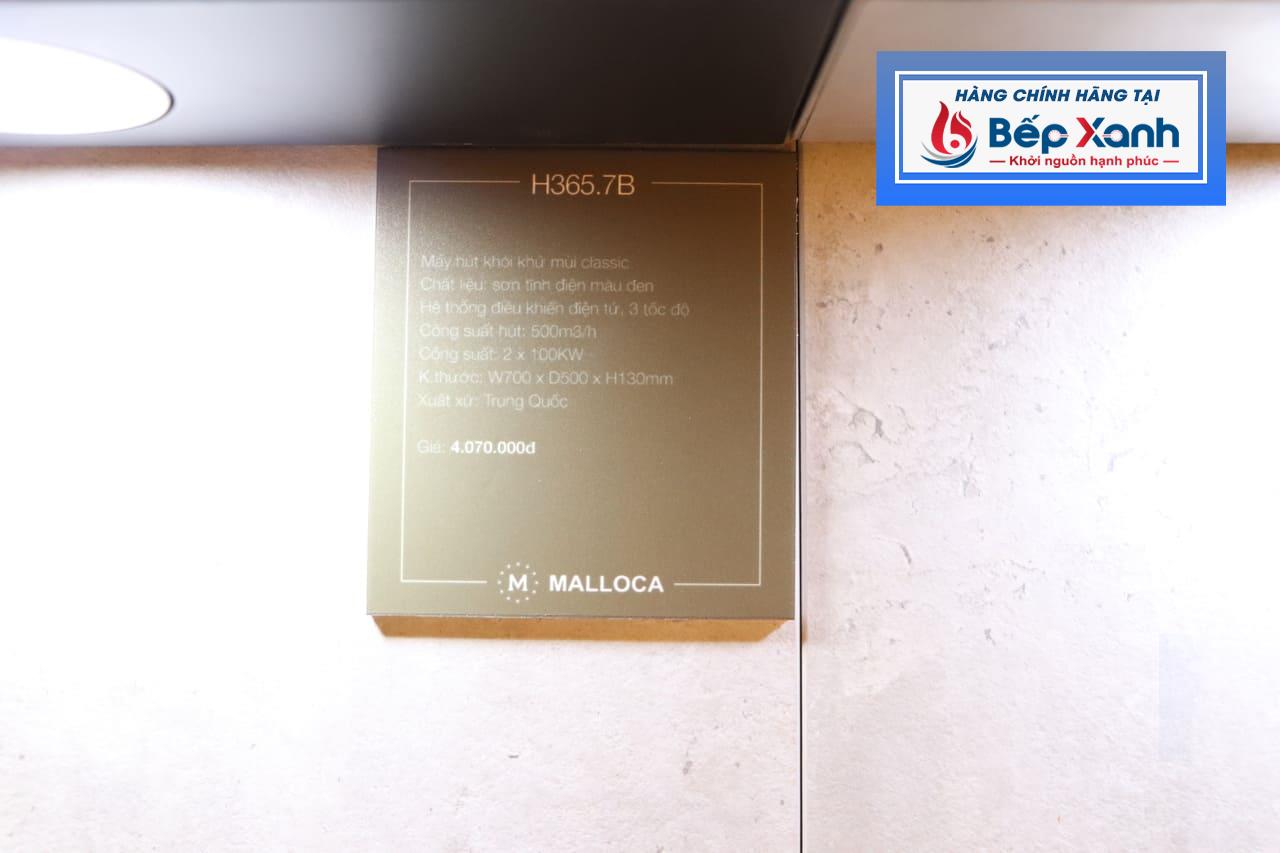 HÀNG CHÍNH HÃNG TẠI
Bếp Xanh
Khởi nguồn hạnh phúc
H365.7B
Máy hút khói khử mùi classic
Chất liệu: sơn tĩnh điện màu đen
Hệ thống điều khiển điện tử, 3 tốc độ
Công suất hút: 500m3/h
Công suất: 2 x 100KW
K.thước: W700 x D500 x H130mm
Xuất xứ: Trung Quốc
Giá: 4.070.000đ
M MALLOCA